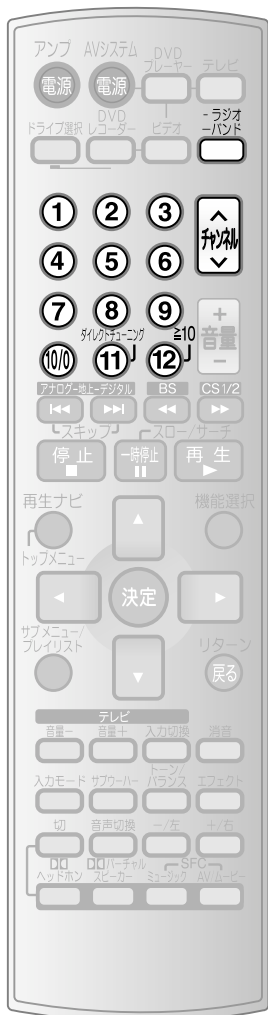 アンプ AVシステム DVDプレーヤー テレビ
電源 電源
ドライブ選択 DVDレコーダー ビデオ -ラジオ -バンド
1 2 3
チャンネル
4 5 6
7 8 9
ダイレクトチューニング ≧10
10/0 11 12
+ 音量 −
アナログ-地上-デジタル BS CS1/2
スキップ スロー/サーチ
停止 一時停止 再生
再生ナビ 機能選択
トップメニュー
決定
サブメニュー/プレイリスト リターン
戻る
テレビ
音量− 音量+ 入力切換 消音
入力モード サブウーハー トーン/バランス エフェクト
切 音声切換 −/左 +/右
ヘッドホン バーチャルスピーカー SFC ミュージック AV/ムービー